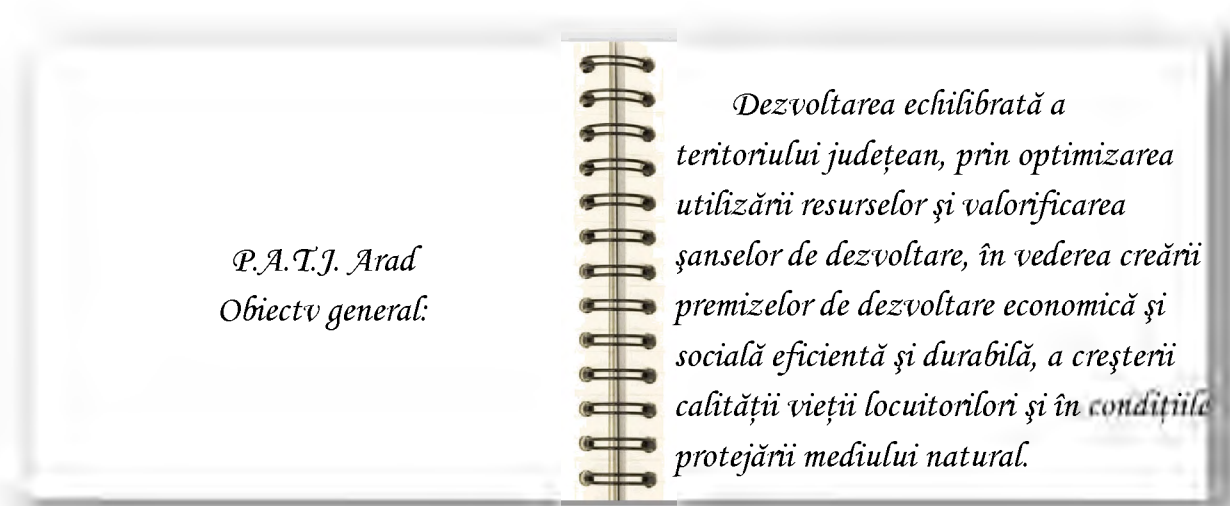 P.A.T.J. Arad
Obiectv general:
Dezvoltarea echilibrată a
teritoriului județean, prin optimizarea
utilizării resurselor şi valorificarea
şanselor de dezvoltare, în vederea creării
premizelor de dezvoltare economică şi
socială eficientă şi durabilă, a creşterii
calității vieții locuitorilori şi în condițiile
protejării mediului natural.